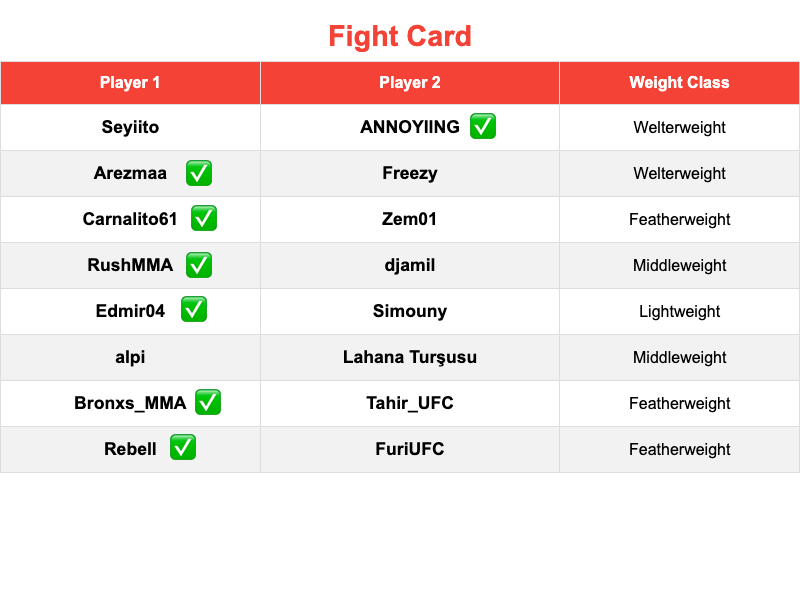 Fight Card
Player 1 Player 2 Weight Class
Seyiito ANNOYIING ✅ Welterweight
Arezmaa ✅ Freezy Welterweight
Carnalito61 ✅ Zem01 Featherweight
RushMMA ✅ djamil Middleweight
Edmir04 ✅ Simouny Lightweight
alpi Lahana Turşusu Middleweight
Bronxs_MMA ✅ Tahir_UFC Featherweight
Rebell ✅ FuriUFC Featherweight